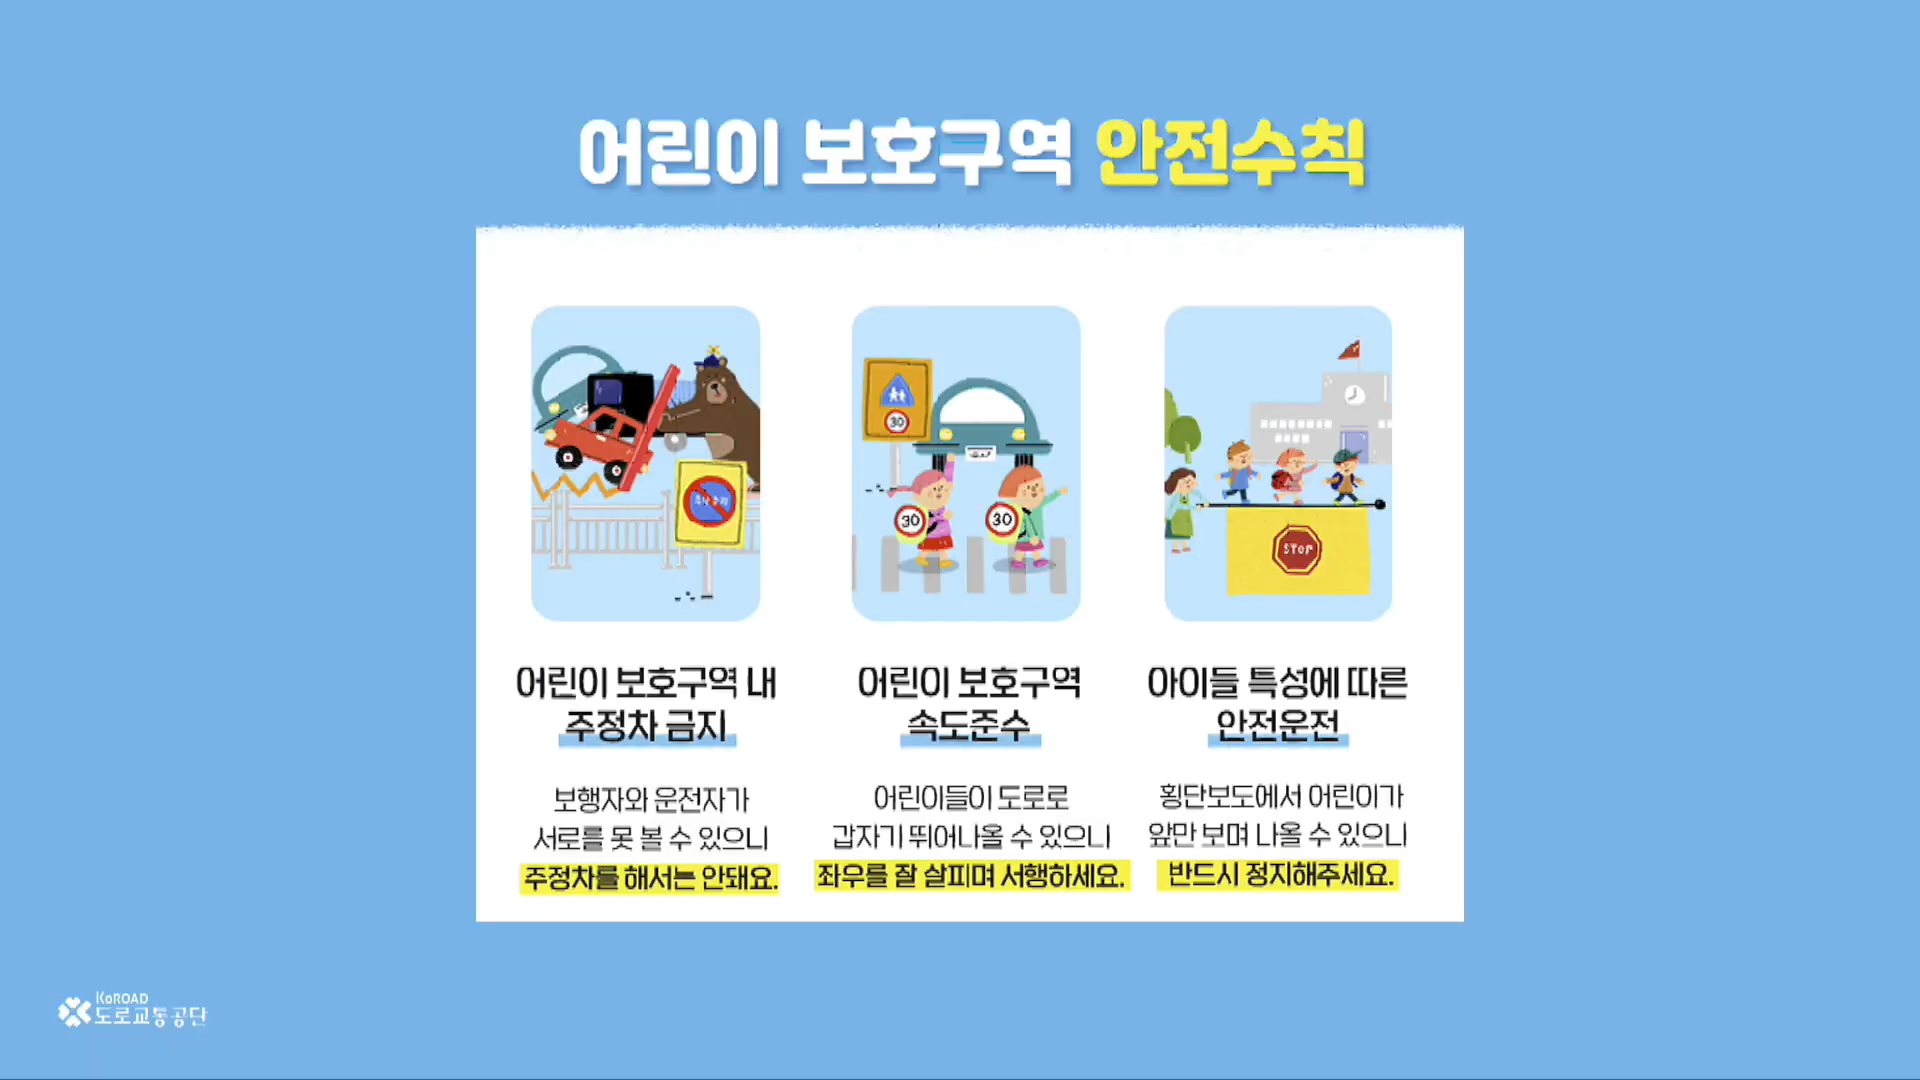 어린이 보호구역 안전수칙
30
30
30
STOP
어린이 보호구역 내
주정차 금지
보행자와 운전자가
서로를 못 볼 수 있으니
주정차를 해서는 안돼요.
어린이 보호구역
속도준수
어린이들이 도로로
갑자기 뛰어나올 수 있으니
좌우를 잘 살피며 서행하세요.
아이들 특성에 따른
안전운전
횡단보도에서 어린이가
앞만 보며 나올 수 있으니
반드시 정지해주세요.
KoROAD
도로교통공단